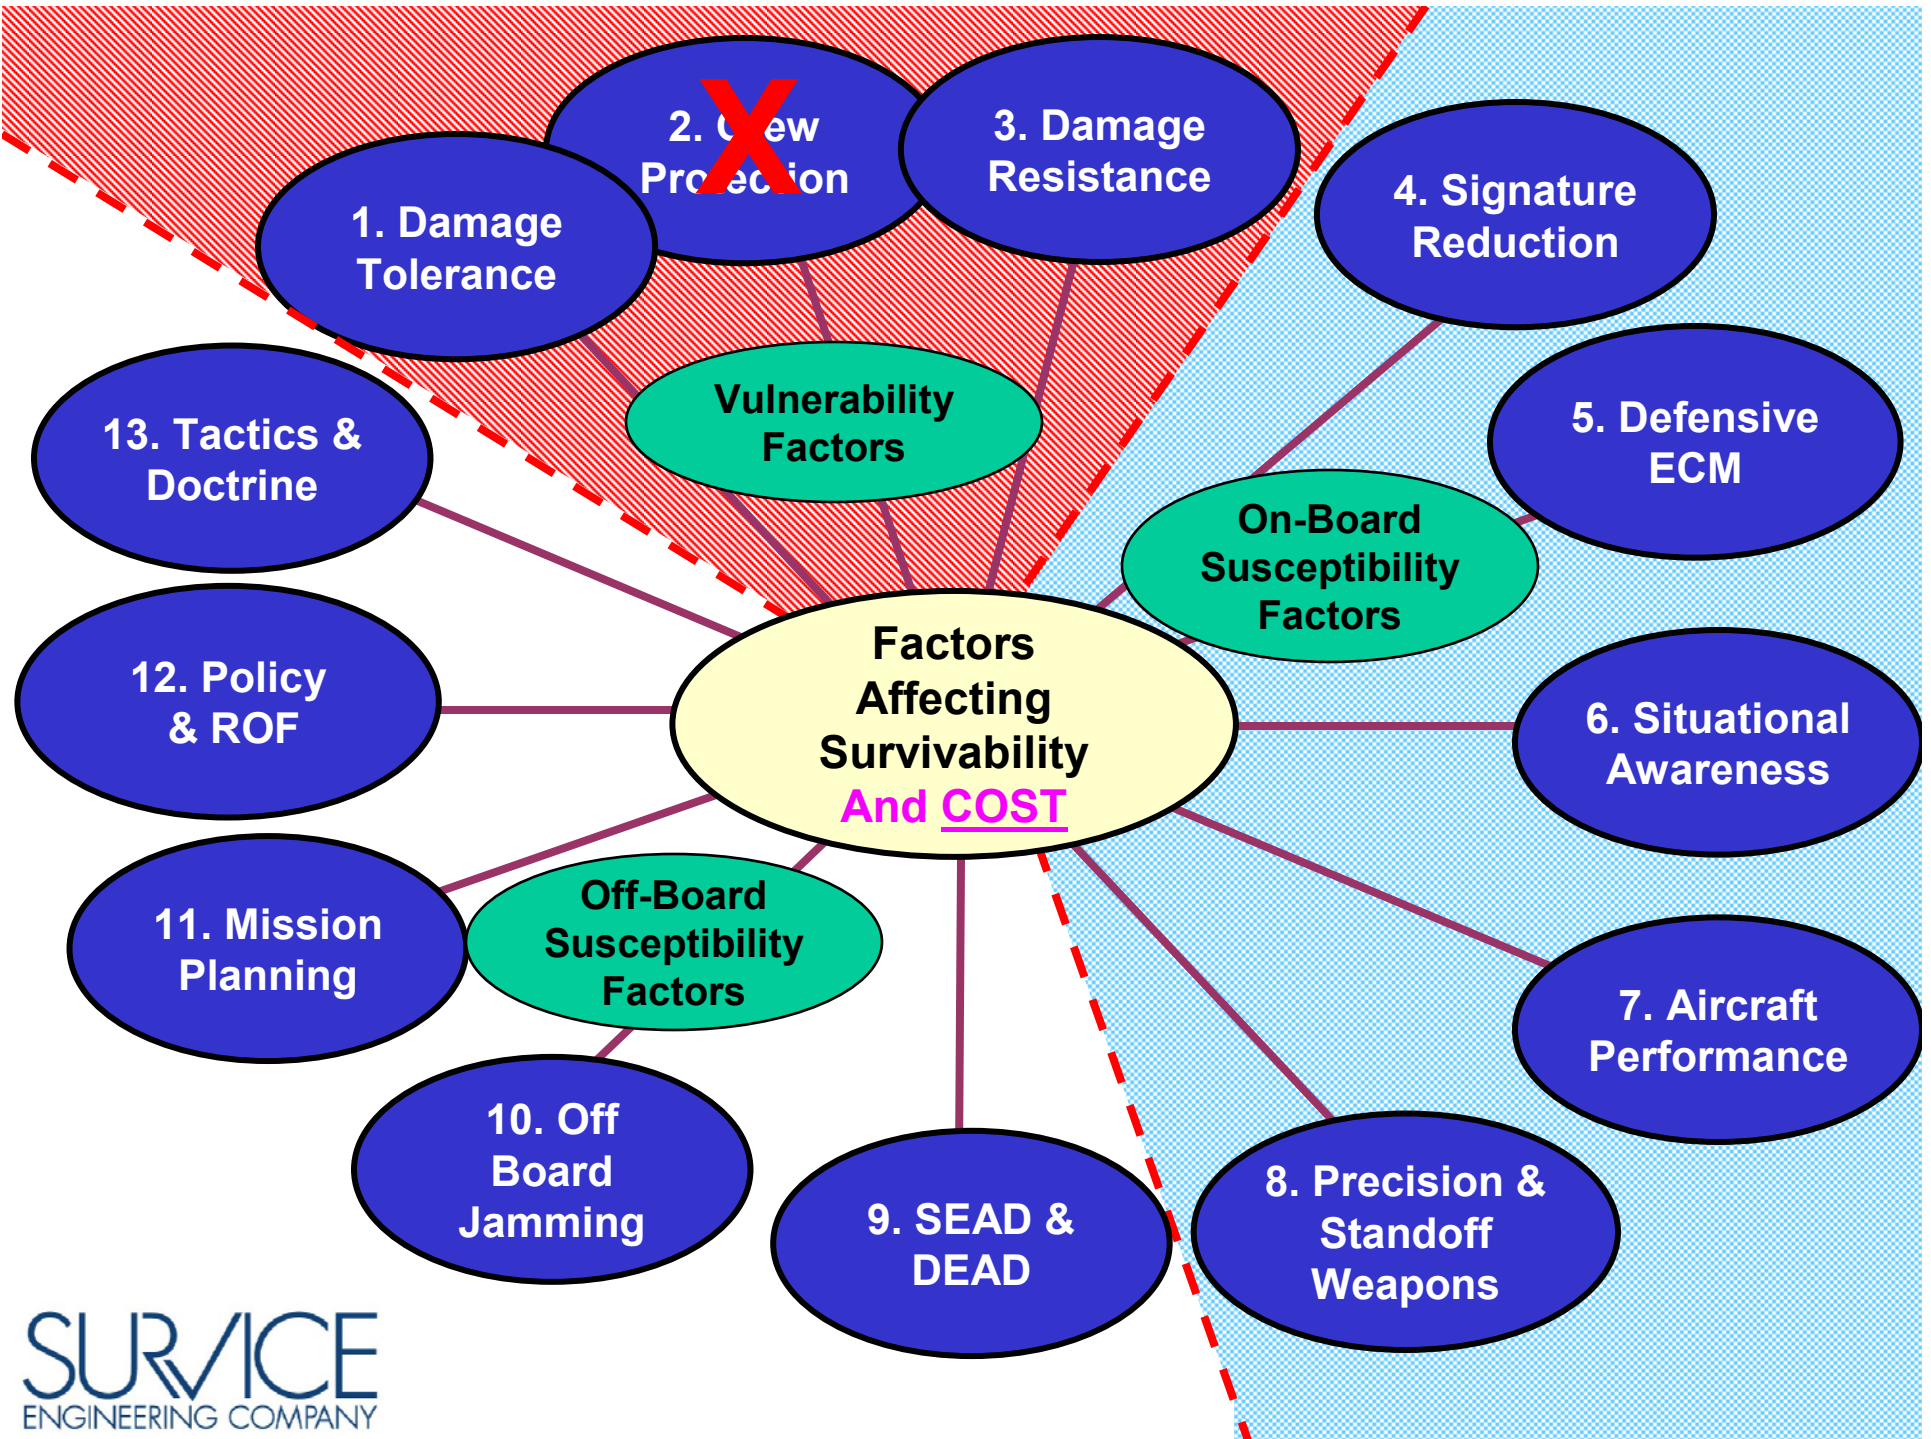 2. Crew
Protection
X
3. Damage
Resistance
1. Damage
Tolerance
4. Signature
Reduction
Vulnerability
Factors
5. Defensive
ECM
13. Tactics &
Doctrine
On-Board
Susceptibility
Factors
Factors
Affecting
Survivability
And COST
12. Policy
& ROF
6. Situational
Awareness
11. Mission
Planning
Off-Board
Susceptibility
Factors
7. Aircraft
Performance
10. Off
Board
Jamming
9. SEAD &
DEAD
8. Precision &
Standoff
Weapons
SURVICE
ENGINEERING COMPANY